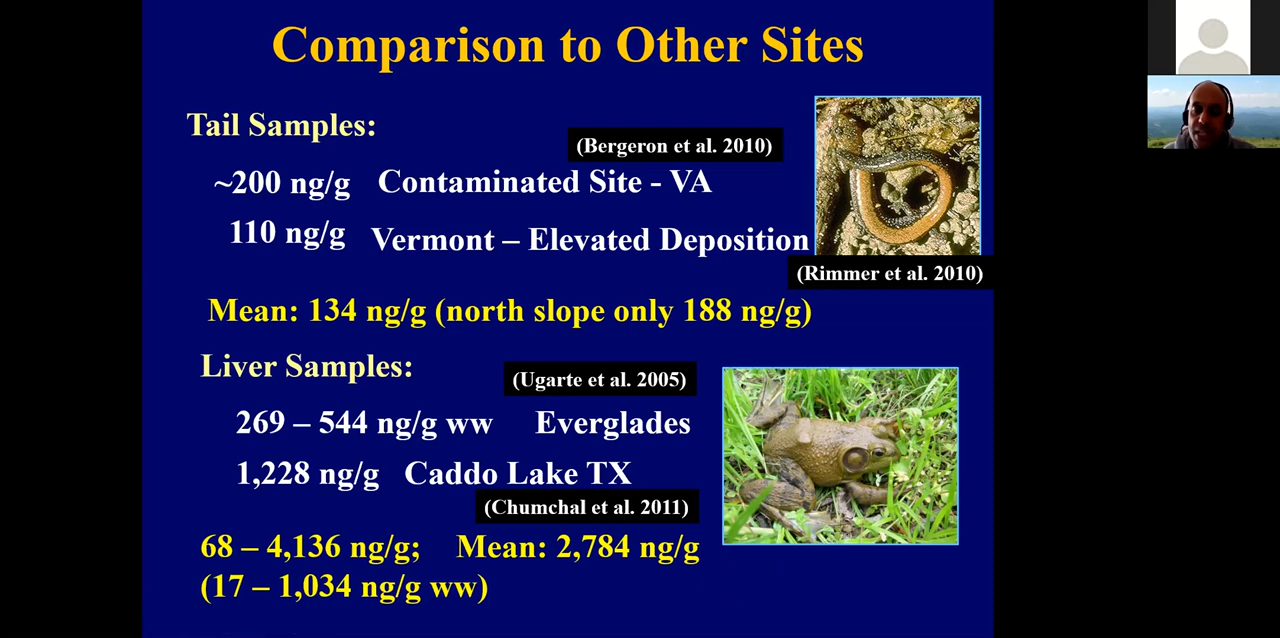 Comparison to Other Sites
Tail Samples:
(Bergeron et al. 2010)
~200 ng/g Contaminated Site - VA
110 ng/g Vermont – Elevated Deposition
(Rimmer et al. 2010)
Mean: 134 ng/g (north slope only 188 ng/g)
Liver Samples:
(Ugarte et al. 2005)
269 – 544 ng/g ww Everglades
1,228 ng/g Caddo Lake TX
(Chumchal et al. 2011)
68 – 4,136 ng/g; Mean: 2,784 ng/g
(17 – 1,034 ng/g ww)